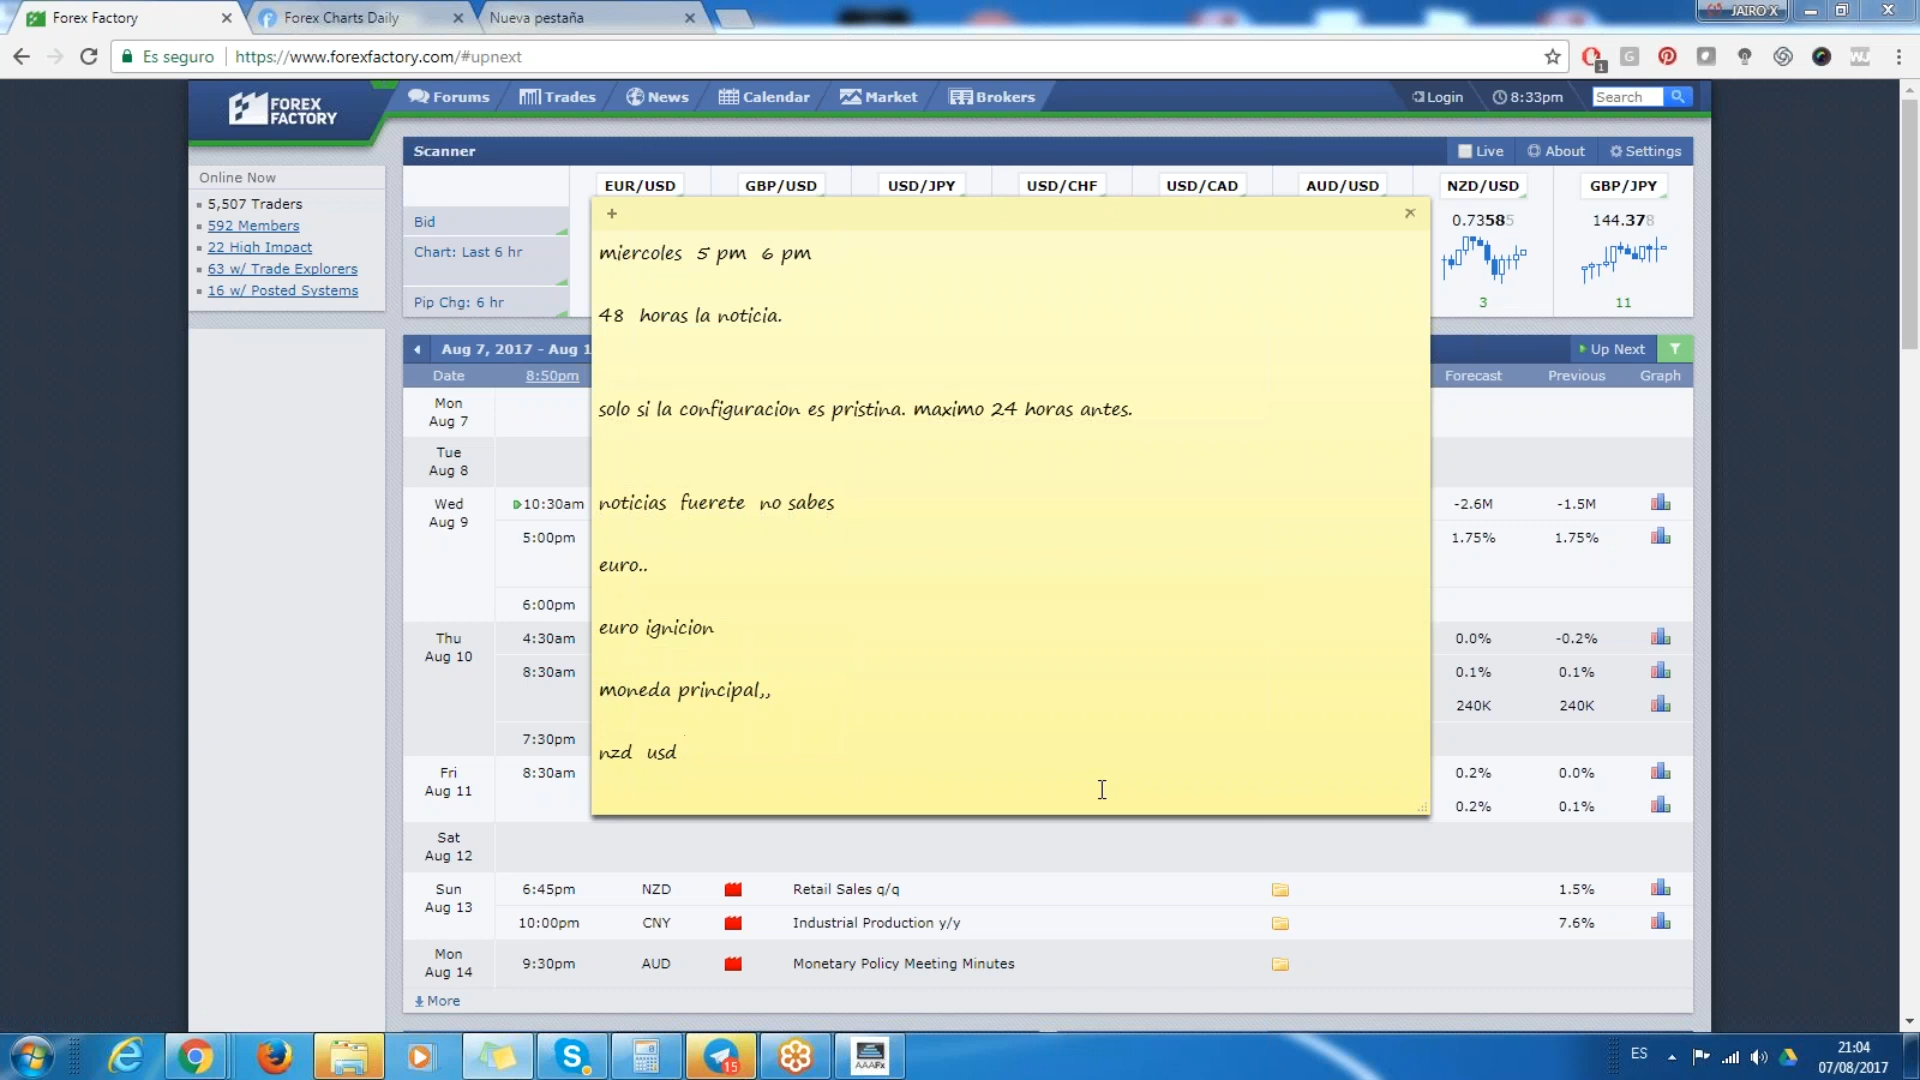 Forex Factory
Forex Charts Daily
Nueva pestaña
JAIRO X
Es seguro
https://www.forexfactory.com/#upnext
1
FOREX FACTORY
Forums
Trades
News
Calendar
Market
Brokers
Login
8:33pm
Search
Online Now
5,507 Traders
592 Members
22 High Impact
63 w/ Trade Explorers
16 w/ Posted Systems
Scanner
Live
About
Settings
EUR/USD GBP/USD USD/JPY USD/CHF USD/CAD AUD/USD NZD/USD GBP/JPY
Bid
0.73585 144.378
Chart: Last 6 hr
Pip Chg: 6 hr
3 11
+
miercoles 5 pm 6 pm
48 horas la noticia.
solo si la configuracion es pristina. maximo 24 horas antes.
noticias fuerete no sabes
euro..
euro ignicion
moneda principal,,
nzd usd
Aug 7, 2017 - Aug 1
Up Next
Date 8:50pm Forecast Previous Graph
Mon Aug 7
Tue Aug 8
Wed Aug 9 10:30am -2.6M -1.5M
5:00pm 1.75% 1.75%
6:00pm
Thu Aug 10 4:30am 0.0% -0.2%
8:30am 0.1% 0.1%
240K 240K
7:30pm
Fri Aug 11 8:30am 0.2% 0.0%
0.2% 0.1%
Sat Aug 12
Sun Aug 13 6:45pm NZD Retail Sales q/q 1.5%
10:00pm CNY Industrial Production y/y 7.6%
Mon Aug 14 9:30pm AUD Monetary Policy Meeting Minutes
More
15
AAAFx
ES
21:04
07/08/2017